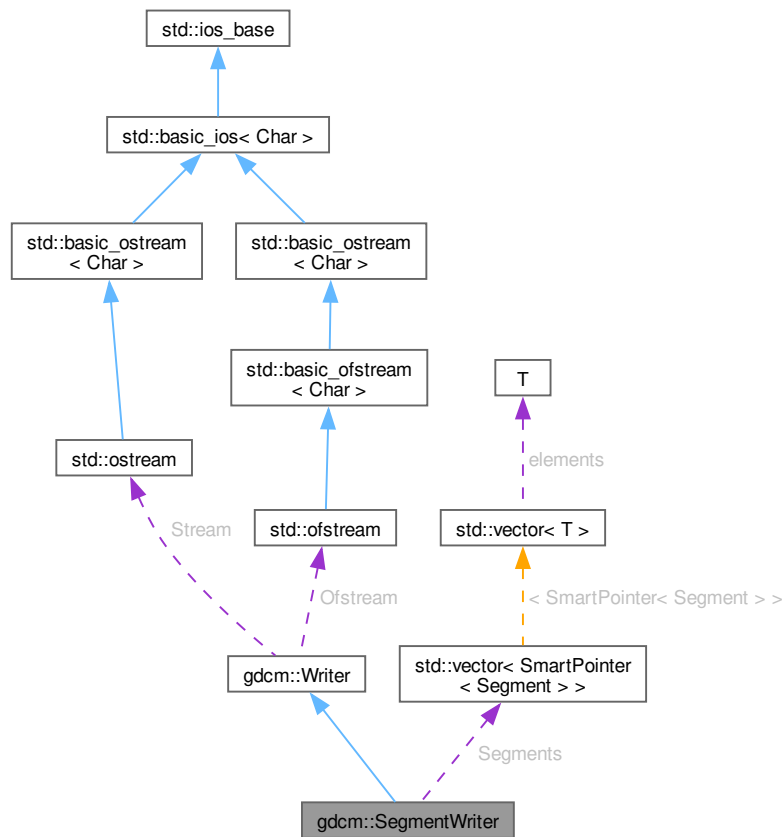 std::ios_base
std::basic_ios< Char >
std::basic_ostream
< Char >
std::basic_ostream
< Char >
std::basic_ofstream
< Char >
T
std::ostream
elements
std::ofstream
std::vector< T >
Stream
Ofstream
< SmartPointer< Segment > >
gdcm::Writer
std::vector< SmartPointer
< Segment > >
Segments
gdcm::SegmentWriter